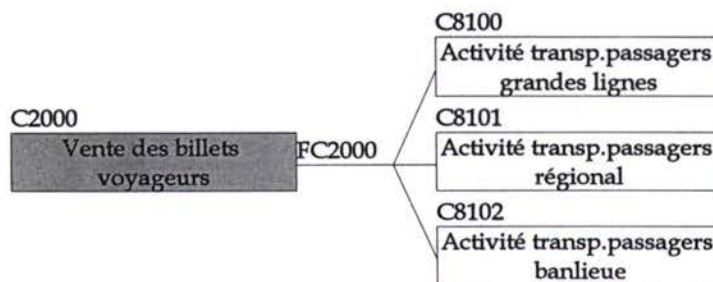 C8100
Activité transp.passagers
grandes lignes
C2000
Vente des billets
voyageurs
FC2000
C8101
Activité transp.passagers
régional
C8102
Activité transp.passagers
banlieue